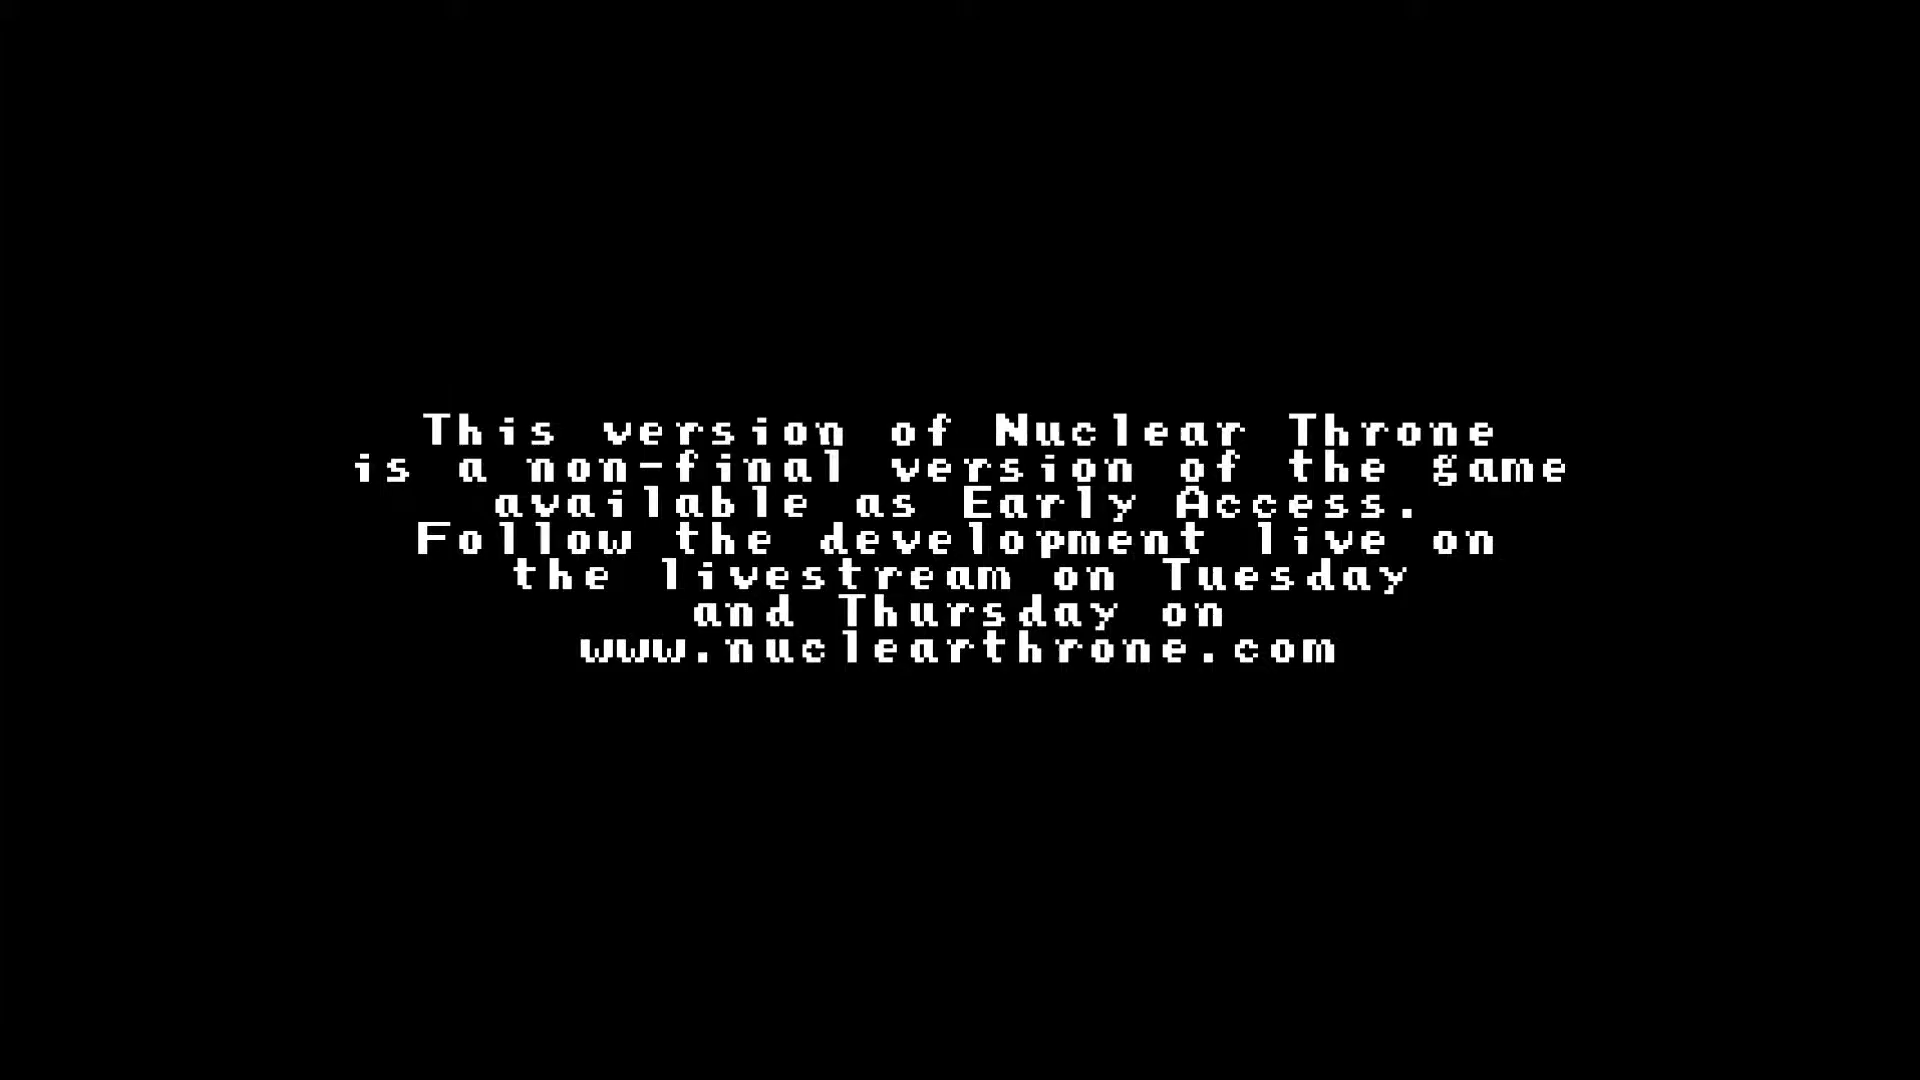 This version of Nuclear Throne
is a non-final version of the game
available as Early Access.
Follow the development live on
the livestream on Tuesday
and Thursday on
www.nuclearthrone.com